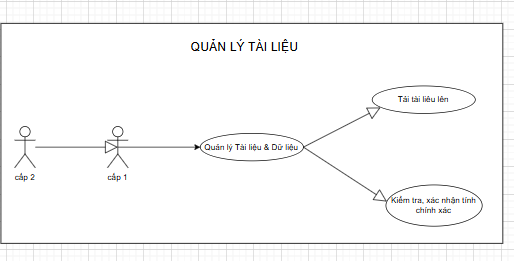 QUẢN LÝ TÀI LIỆU
Tải tài liệu lên
Quản lý Tài liệu & Dữ liệu
cấp 2
cấp 1
Kiểm tra, xác nhận tính
chính xác